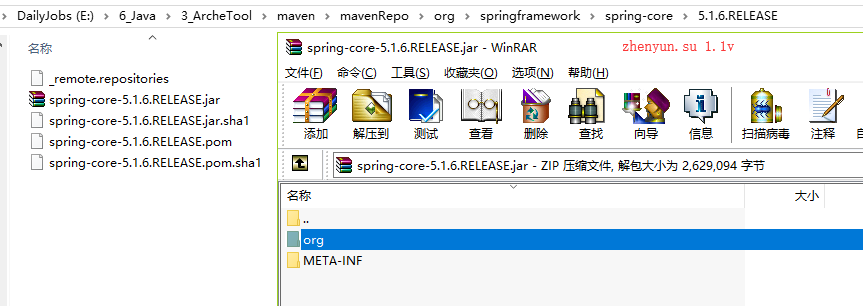 DailyJobs (E:) > 6_Java > 3_ArcheTool > maven > mavenRepo > org > springframework > spring-core > 5.1.6.RELEASE
名称
_remote.repositories
spring-core-5.1.6.RELEASE.jar
spring-core-5.1.6.RELEASE.jar.sha1
spring-core-5.1.6.RELEASE.pom
spring-core-5.1.6.RELEASE.pom.sha1
spring-core-5.1.6.RELEASE.jar - WinRAR
zhenyun.su 1.1v
文件(F) 命令(C) 工具(S) 收藏夹(O) 选项(N) 帮助(H)
添加 解压到 测试 查看 删除 查找 向导 信息 扫描病毒 注释
spring-core-5.1.6.RELEASE.jar - ZIP 压缩文件, 解包大小为 2,629,094 字节
名称 大小
..
org
META-INF